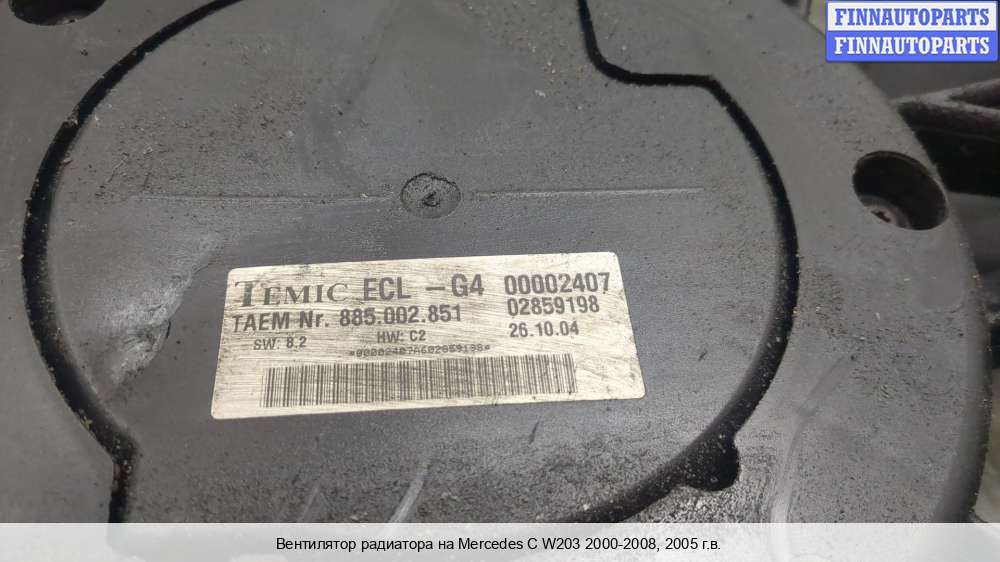 FINNAUTOPARTS
FINNAUTOPARTS
TEMIC ECL -G4 00002407
TAEM Nr. 885.002.851 02859198
SW: 8.2 HW: C2 26.10.04
*00002407A602859198*
Вентилятор радиатора на Mercedes C W203 2000-2008, 2005 г.в.